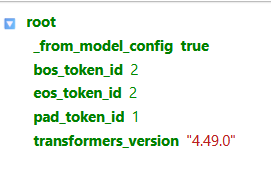 root
_from_model_config true
bos_token_id 2
eos_token_id 2
pad_token_id 1
transformers_version "4.49.0"